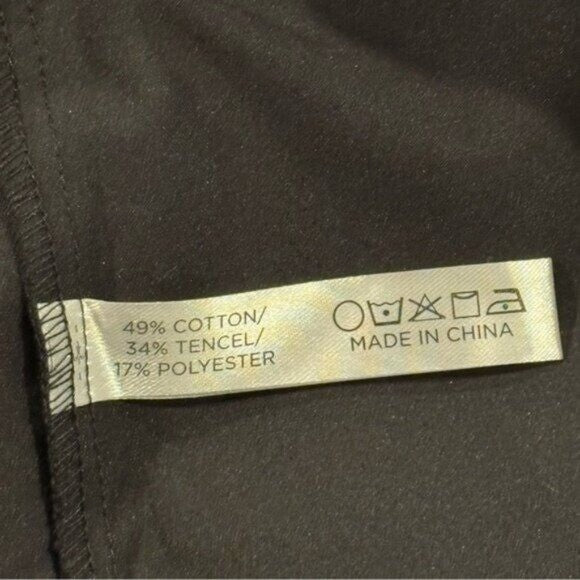 49% COTTON/
34% TENCEL/
17% POLYESTER
MADE IN CHINA